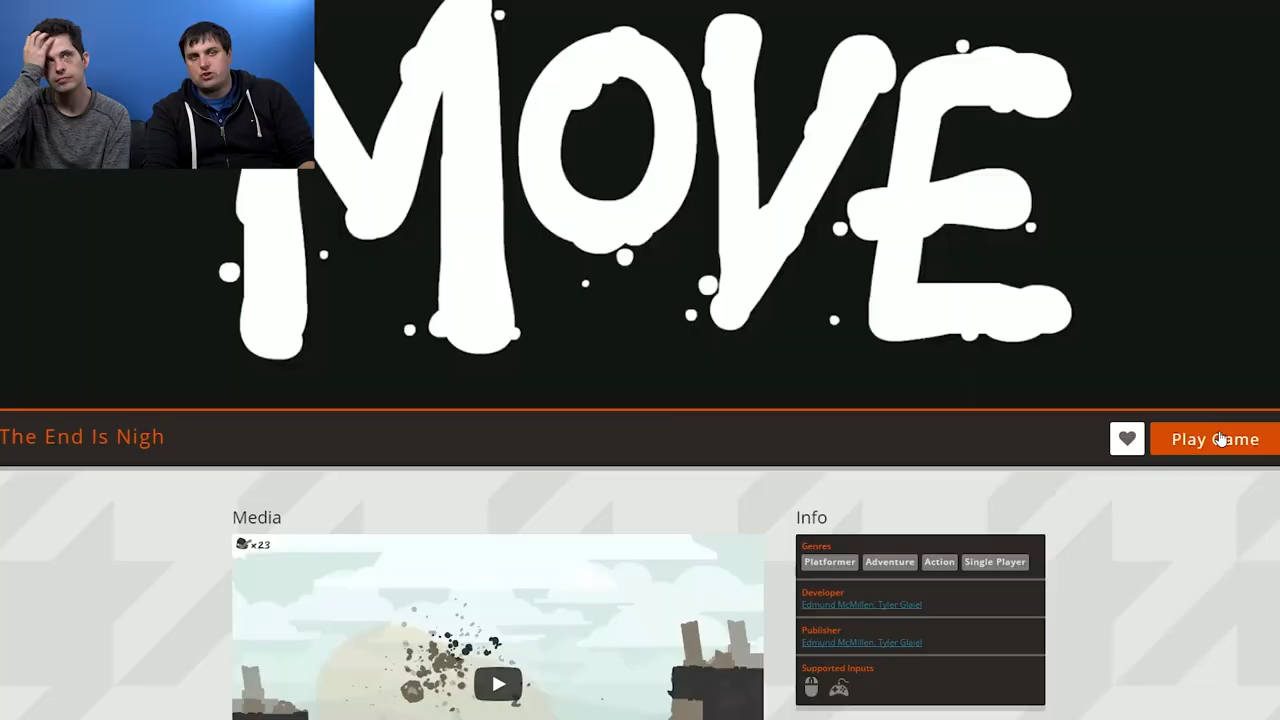 MOVE
The End Is Nigh
Play Game
Media
Info
x23
Genres
Platformer Adventure Action Single Player
Developer
Edmund McMillen, Tyler Glaiel
Publisher
Edmund McMillen, Tyler Glaiel
Supported Inputs